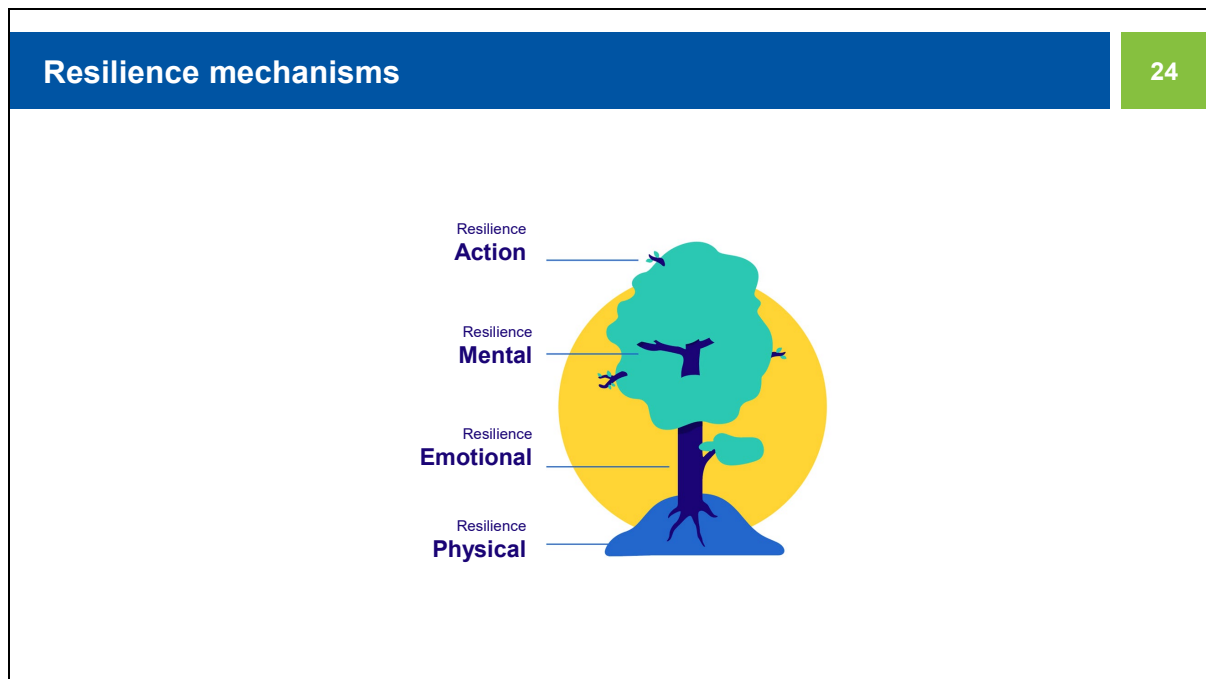 Resilience mechanisms
24
Resilience
Action
Resilience
Mental
Resilience
Emotional
Resilience
Physical